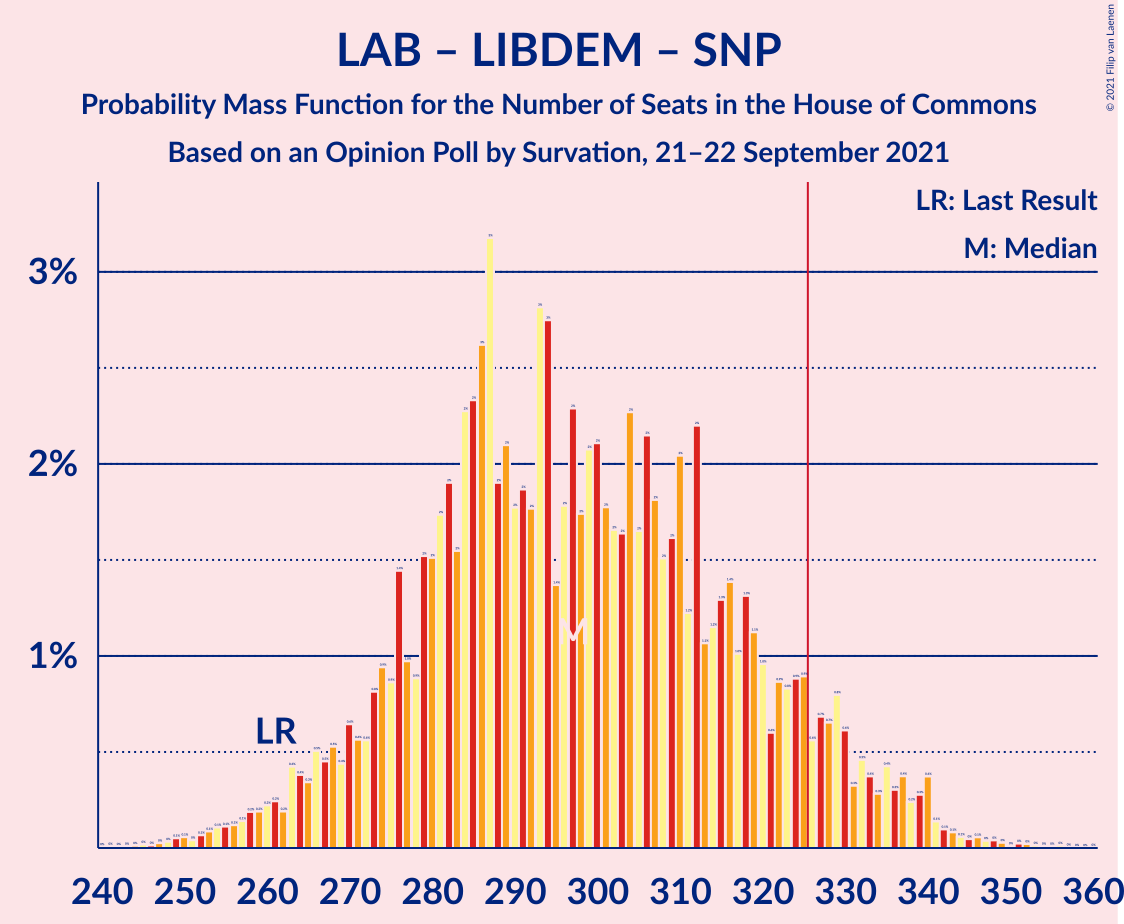 LAB – LIBDEM – SNP
Probability Mass Function for the Number of Seats in the House of Commons
Based on an Opinion Poll by Survation, 21–22 September 2021
© 2021 Filip van Laenen
LR: Last Result
M: Median
3%
2%
1%
LR
M
240 250 260 270 280 290 300 310 320 330 340 350 360